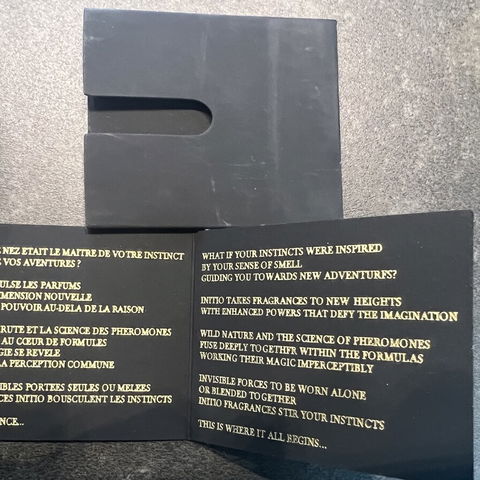 NEZ ETAIT LE MAITRE DE VOTRE INSTINCT
VOS AVENTURES ?
ULSE LES PARFUMS
MENSION NOUVELLE
POUVOIR AU-DELA DE LA RAISON
RUTE ET LA SCIENCE DES PHEROMONES
AU CŒUR DE FORMULES
GIE SE REVELE
LA PERCEPTION COMMUNE
IBLES PORTEES SEULES OU MELEES
CES INITIO BOUSCULENT LES INSTINCTS
NCE...
WHAT IF YOUR INSTINCTS WERE INSPIRED
BY YOUR SENSE OF SMELL
GUIDING YOU TOWARDS NEW ADVENTURES?
INITIO TAKES FRAGRANCES TO NEW HEIGHTS
WITH ENHANCED POWERS THAT DEFY THE IMAGINATION
WILD NATURE AND THE SCIENCE OF PHEROMONES
FUSE DEEPLY TOGETHER WITHIN THE FORMULAS
WORKING THEIR MAGIC IMPERCEPTIBLY
INVISIBLE FORCES TO BE WORN ALONE
OR BLENDED TOGETHER
INITIO FRAGRANCES STIR YOUR INSTINCTS
THIS IS WHERE IT ALL BEGINS...